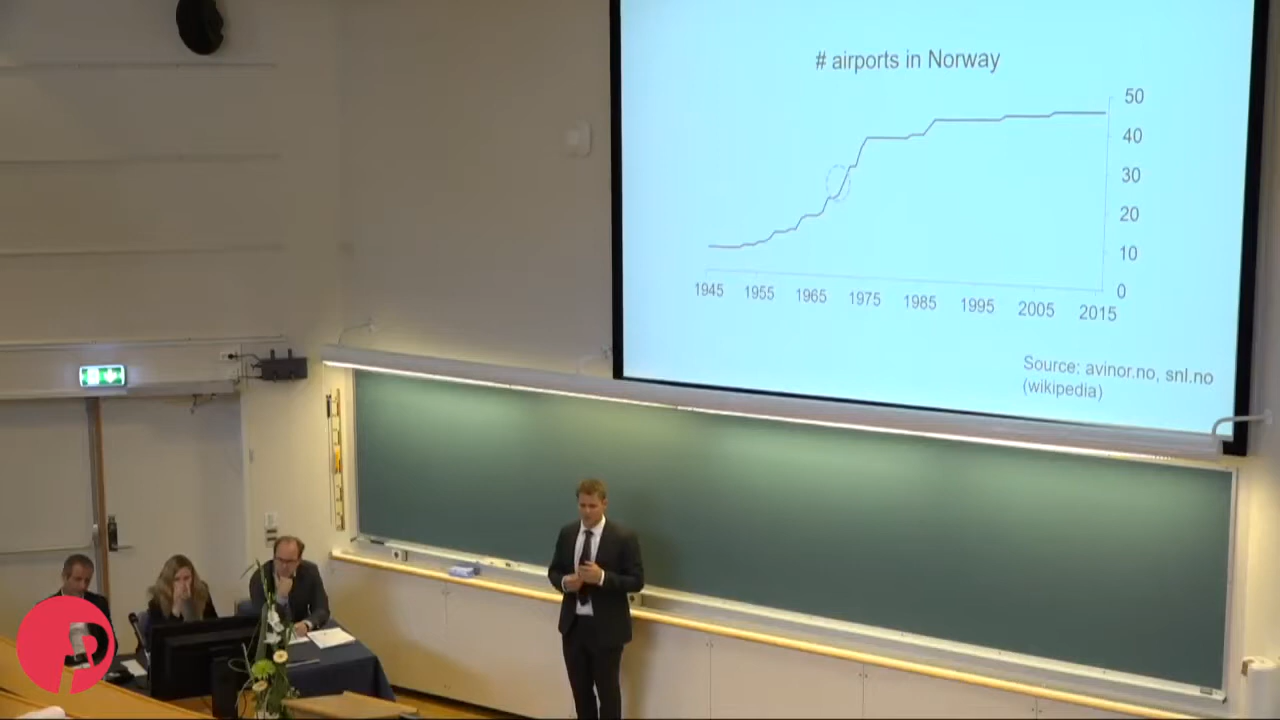 # airports in Norway
50
40
30
20
10
0
1945 1955 1965 1975 1985 1995 2005 2015
Source: avinor.no, snl.no
(wikipedia)